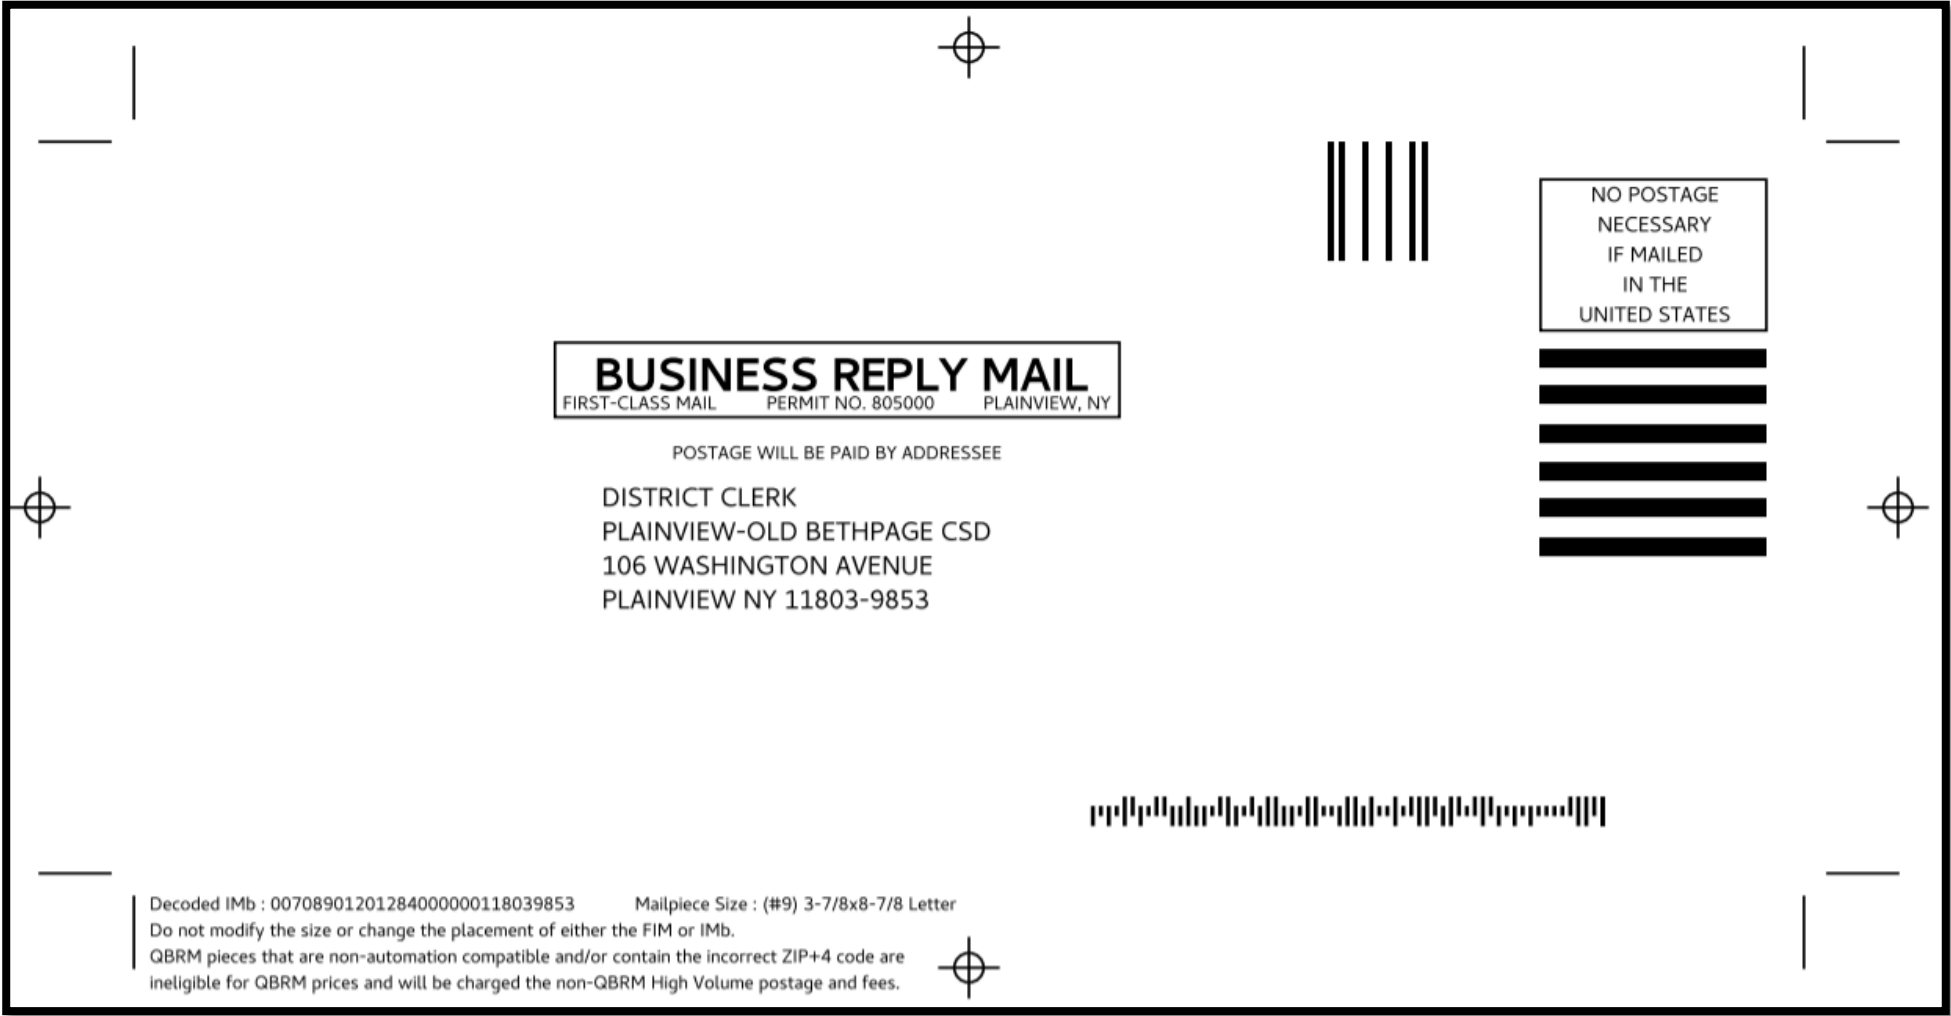 NO POSTAGE
NECESSARY
IF MAILED
IN THE
UNITED STATES
BUSINESS REPLY MAIL
FIRST-CLASS MAIL PERMIT NO. 805000 PLAINVIEW, NY
POSTAGE WILL BE PAID BY ADDRESSEE
DISTRICT CLERK
PLAINVIEW-OLD BETHPAGE CSD
106 WASHINGTON AVENUE
PLAINVIEW NY 11803-9853
Decoded IMb : 0070890120128400000011​8039853 Mailpiece Size : (#9) 3-7/8x8-7/8 Letter
Do not modify the size or change the placement of either the FIM or IMb.
QBRM pieces that are non-automation compatible and/or contain the incorrect ZIP+4 code are
ineligible for QBRM prices and will be charged the non-QBRM High Volume postage and fees.